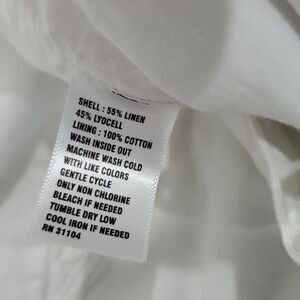 SHELL : 55% LINEN
45% LYOCELL
LINING : 100% COTTON
WASH INSIDE OUT
MACHINE WASH COLD
WITH LIKE COLORS
GENTLE CYCLE
ONLY NON CHLORINE
BLEACH IF NEEDED
TUMBLE DRY LOW
COOL IRON IF NEEDED
RN 31104